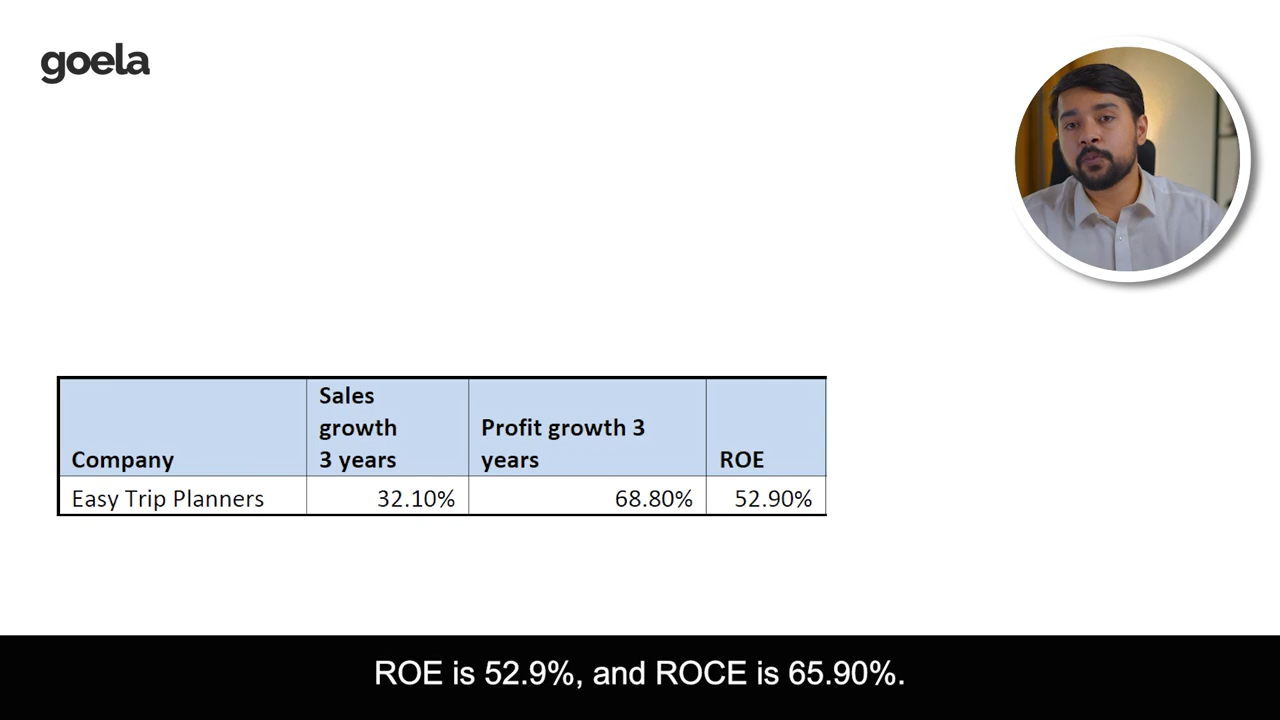 goela
Sales
growth
Profit growth 3
Company
3 years
years
ROE
Easy Trip Planners
32.10%
68.80%
52.90%
ROE is 52.9%, and ROCE is 65.90%.